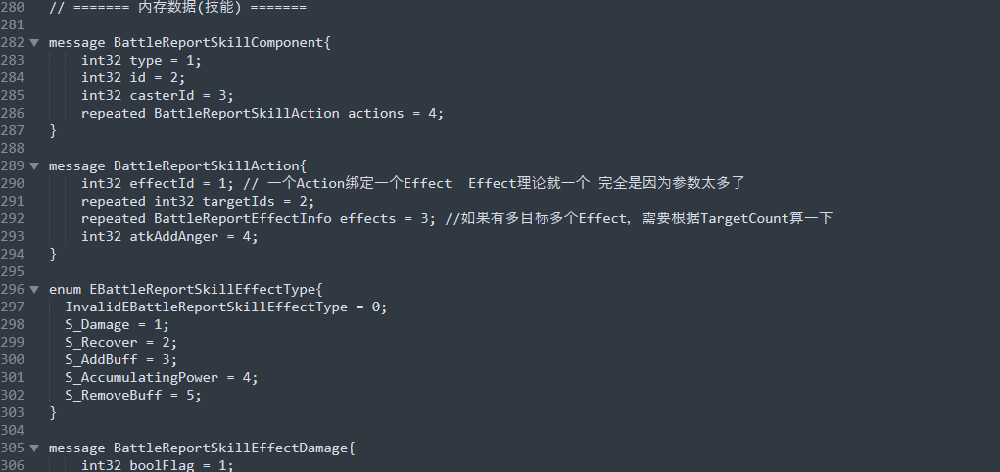 280 // ======= 内存数据(技能) =======
281
282 message BattleReportSkillComponent{
283 int32 type = 1;
284 int32 id = 2;
285 int32 casterId = 3;
286 repeated BattleReportSkillAction actions = 4;
287 }
288
289 message BattleReportSkillAction{
290 int32 effectId = 1; // 一个Action绑定一个Effect  Effect理论就一个 完全是因为参数太多了
291 repeated int32 targetIds = 2;
292 repeated BattleReportEffectInfo effects = 3; //如果有多目标多个Effect, 需要根据TargetCount算一下
293 int32 atkAddAnger = 4;
294 }
295
296 enum EBattleReportSkillEffectType{
297 InvalidEBattleReportSkillEffectType = 0;
298 S_Damage = 1;
299 S_Recover = 2;
300 S_AddBuff = 3;
301 S_AccumulatingPower = 4;
302 S_RemoveBuff = 5;
303 }
304
305 message BattleReportSkillEffectDamage{
306 int32 boolFlag = 1;